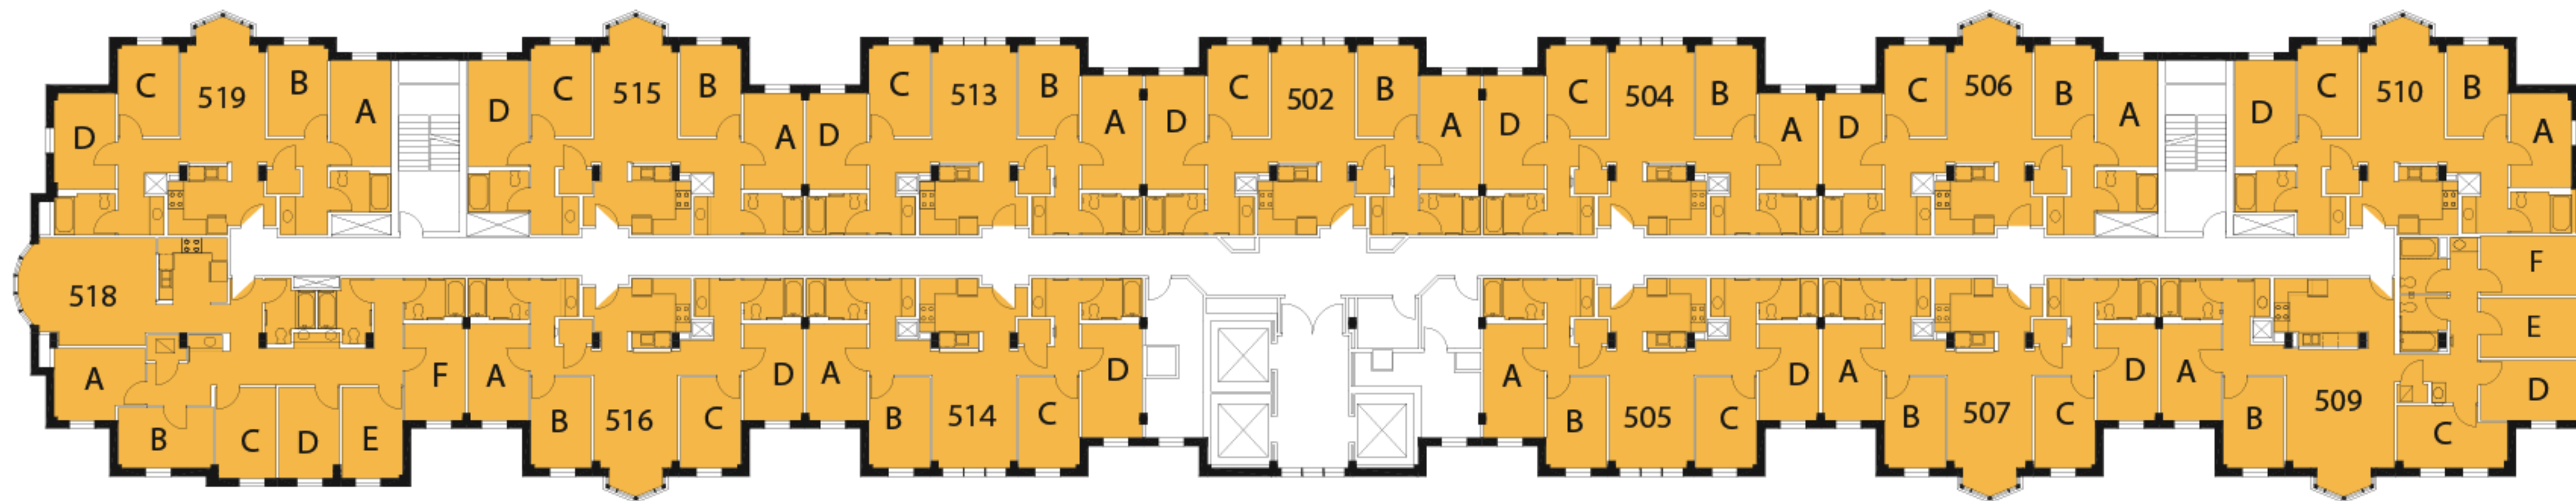 D C 519 B A
D C 515 B A
D C 513 B A
D C 502 B A
D C 504 B A
D C 506 B A
D C 510 B A
518
A B C D E F
A B 516 C D
A B 514 C D
A B 505 C D
A B 507 C D
A B 509 C D E F